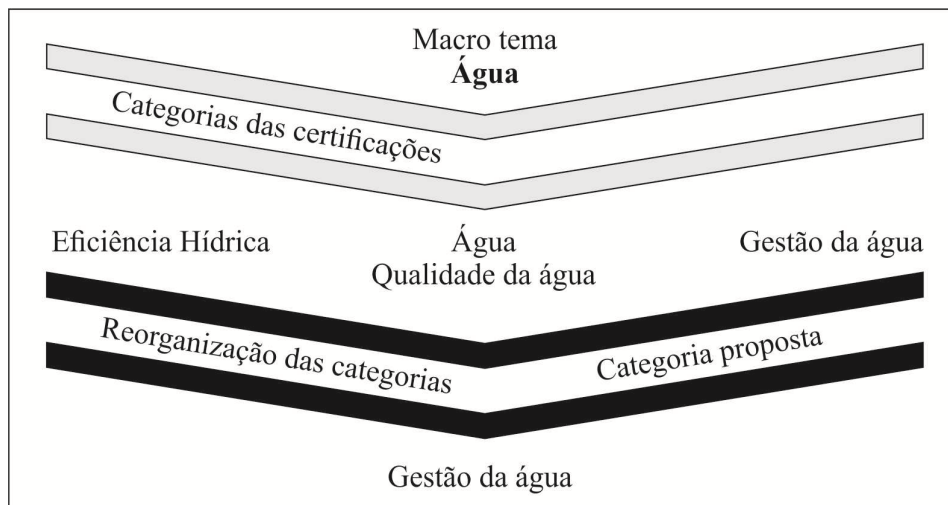 Macro tema
Água
Categorias das certificações
Eficiência Hídrica
Água
Qualidade da água
Gestão da água
Reorganização das categorias
Categoria proposta
Gestão da água